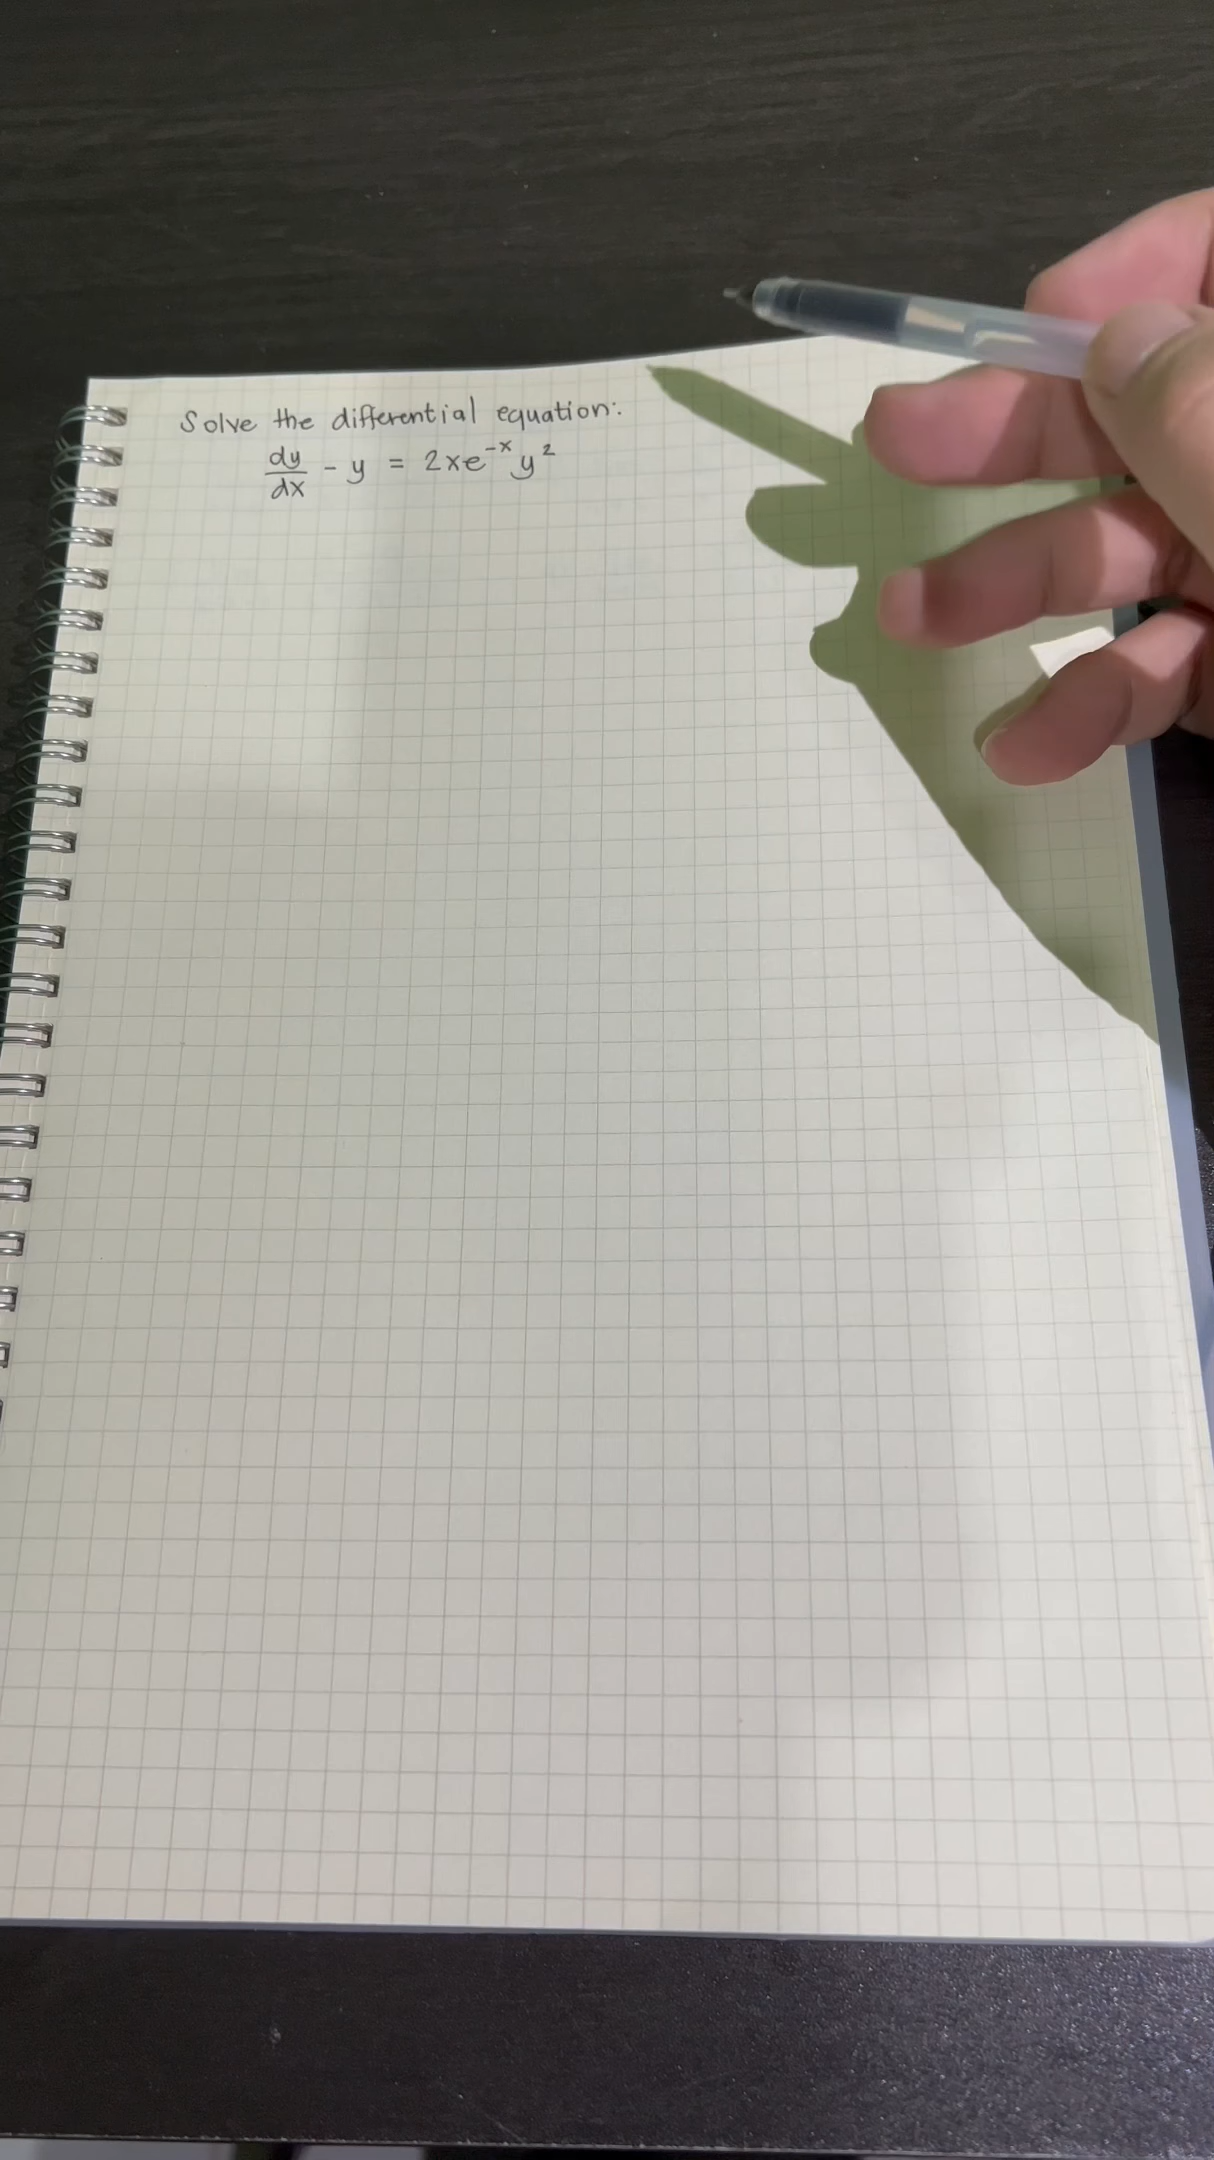 Solve the differential equation:
dy/dx - y = 2xe^-x y^2